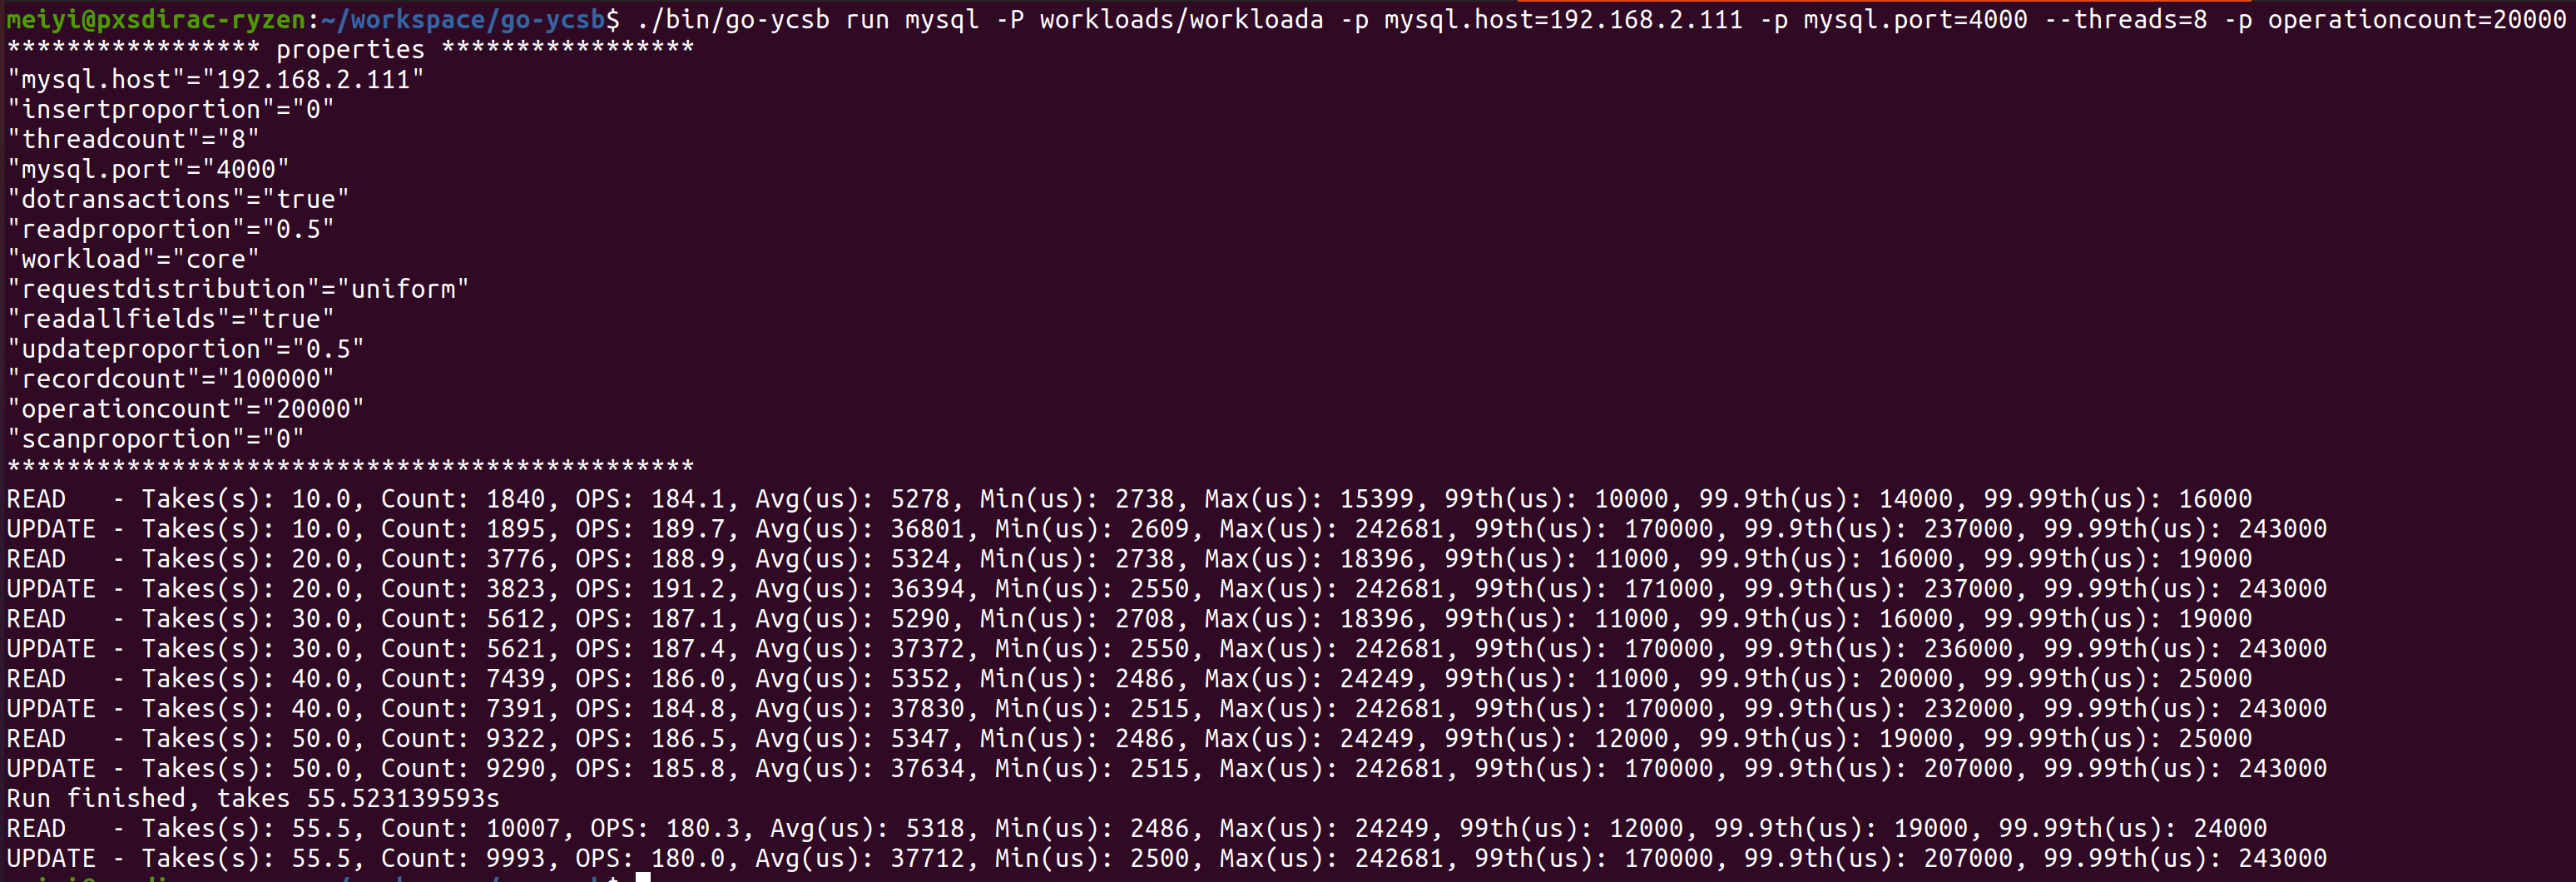 meiyi@pxsdirac-ryzen:~/workspace/go-ycsb$ ./bin/go-ycsb run mysql -P workloads/workloada -p mysql.host=192.168.2.111 -p mysql.port=4000 --threads=8 -p operationcount=20000
***************** properties *****************
"mysql.host"="192.168.2.111"
"insertproportion"="0"
"threadcount"="8"
"mysql.port"="4000"
"dotransactions"="true"
"readproportion"="0.5"
"workload"="core"
"requestdistribution"="uniform"
"readallfields"="true"
"updateproportion"="0.5"
"recordcount"="100000"
"operationcount"="20000"
"scanproportion"="0"
**********************************************
READ   - Takes(s): 10.0, Count: 1840, OPS: 184.1, Avg(us): 5278, Min(us): 2738, Max(us): 15399, 99th(us): 10000, 99.9th(us): 14000, 99.99th(us): 16000
UPDATE - Takes(s): 10.0, Count: 1895, OPS: 189.7, Avg(us): 36801, Min(us): 2609, Max(us): 242681, 99th(us): 170000, 99.9th(us): 237000, 99.99th(us): 243000
READ   - Takes(s): 20.0, Count: 3776, OPS: 188.9, Avg(us): 5324, Min(us): 2738, Max(us): 18396, 99th(us): 11000, 99.9th(us): 16000, 99.99th(us): 19000
UPDATE - Takes(s): 20.0, Count: 3823, OPS: 191.2, Avg(us): 36394, Min(us): 2550, Max(us): 242681, 99th(us): 171000, 99.9th(us): 237000, 99.99th(us): 243000
READ   - Takes(s): 30.0, Count: 5612, OPS: 187.1, Avg(us): 5290, Min(us): 2708, Max(us): 18396, 99th(us): 11000, 99.9th(us): 16000, 99.99th(us): 19000
UPDATE - Takes(s): 30.0, Count: 5621, OPS: 187.4, Avg(us): 37372, Min(us): 2550, Max(us): 242681, 99th(us): 170000, 99.9th(us): 236000, 99.99th(us): 243000
READ   - Takes(s): 40.0, Count: 7439, OPS: 186.0, Avg(us): 5352, Min(us): 2486, Max(us): 24249, 99th(us): 11000, 99.9th(us): 20000, 99.99th(us): 25000
UPDATE - Takes(s): 40.0, Count: 7391, OPS: 184.8, Avg(us): 37830, Min(us): 2515, Max(us): 242681, 99th(us): 170000, 99.9th(us): 232000, 99.99th(us): 243000
READ   - Takes(s): 50.0, Count: 9322, OPS: 186.5, Avg(us): 5347, Min(us): 2486, Max(us): 24249, 99th(us): 12000, 99.9th(us): 19000, 99.99th(us): 25000
UPDATE - Takes(s): 50.0, Count: 9290, OPS: 185.8, Avg(us): 37634, Min(us): 2515, Max(us): 242681, 99th(us): 170000, 99.9th(us): 207000, 99.99th(us): 243000
Run finished, takes 55.523139593s
READ   - Takes(s): 55.5, Count: 10007, OPS: 180.3, Avg(us): 5318, Min(us): 2486, Max(us): 24249, 99th(us): 12000, 99.9th(us): 19000, 99.99th(us): 24000
UPDATE - Takes(s): 55.5, Count: 9993, OPS: 180.0, Avg(us): 37712, Min(us): 2500, Max(us): 242681, 99th(us): 170000, 99.9th(us): 207000, 99.99th(us): 243000